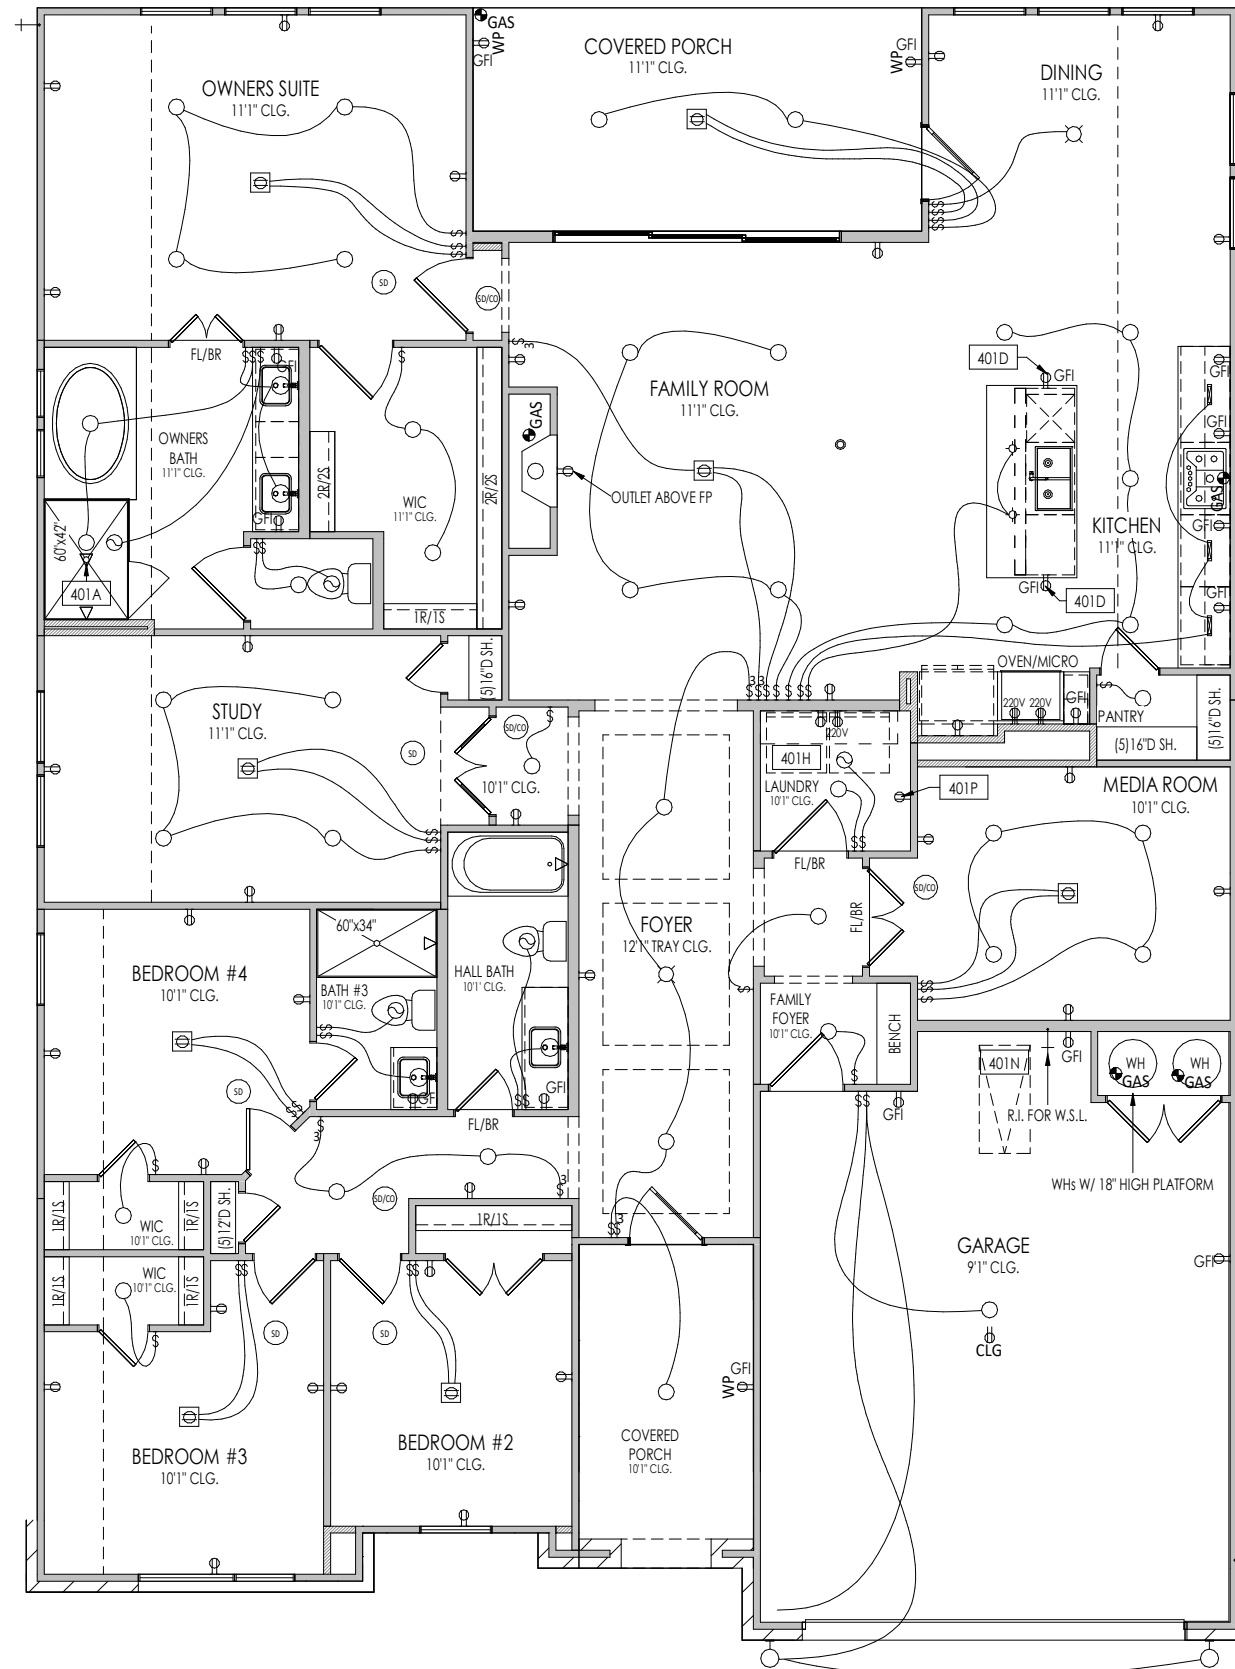 GAS
WP
GFI
COVERED PORCH
11'1" CLG.
GFI
WP
DINING
11'1" CLG.
OWNERS SUITE
11'1" CLG.
SD
SD/CO
FL/BR
$$$
$
$
3
GFI
FAMILY ROOM
11'1" CLG.
401D
GFI
GFI
GFI
GAS
OWNERS
BATH
11'1" CLG.
2R/2S
WIC
11'1" CLG.
2R/2S
OUTLET ABOVE FP
GAS
KITCHEN
11'1" CLG.
GFI
GFI
60"x42"
401A
GFI
401D
GFI
1R/1S
(5)16"D SH.
OVEN/MICRO
220V 220V
GFI
PANTRY
(5)16"D SH.
(5)16"D SH.
STUDY
11'1" CLG.
SD
SD/CO
10'1" CLG.
3 3
220V
401H
LAUNDRY
10'1" CLG.
401P
MEDIA ROOM
10'1" CLG.
FL/BR
SD/CO
FL/BR
60"x34"
FOYER
12'1" TRAY CLG.
BEDROOM #4
10'1" CLG.
BATH #3
10'1" CLG.
HALL BATH
10'1' CLG.
FAMILY
FOYER
10'1" CLG.
BENCH
SD
GFI
GFI
FL/BR
3
GFI
401N
GFI
R.I. FOR W.S.L.
WH
GAS
WH
GAS
WHs W/ 18" HIGH PLATFORM
1R/1S
WIC
10'1" CLG.
1R/1S
(5)12"D SH.
SD/CO
3
1R/1S
3
1R/1S
WIC
10'1" CLG.
1R/1S
GARAGE
9'1" CLG.
GFI
CLG
SD
SD
GFI
WP
BEDROOM #3
10'1" CLG.
BEDROOM #2
10'1" CLG.
COVERED
PORCH
10'1" CLG.